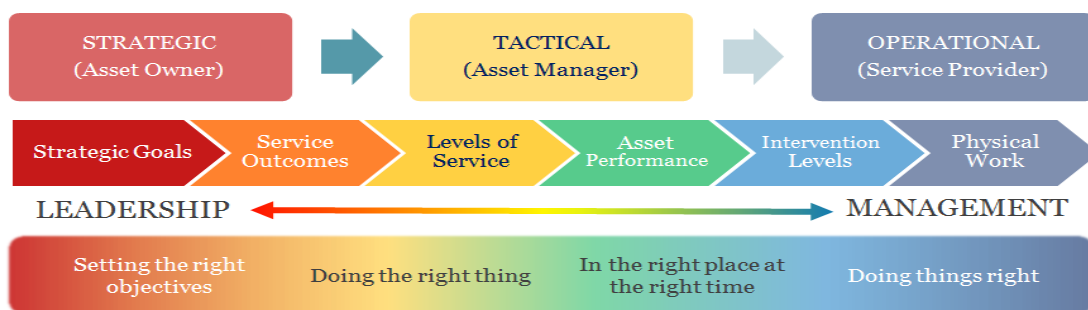 STRATEGIC
(Asset Owner)
TACTICAL
(Asset Manager)
OPERATIONAL
(Service Provider)
Strategic Goals
Service
Outcomes
Levels of
Service
Asset
Performance
Intervention
Levels
Physical
Work
LEADERSHIP
MANAGEMENT
Setting the right
objectives
Doing the right thing
In the right place at
the right time
Doing things right